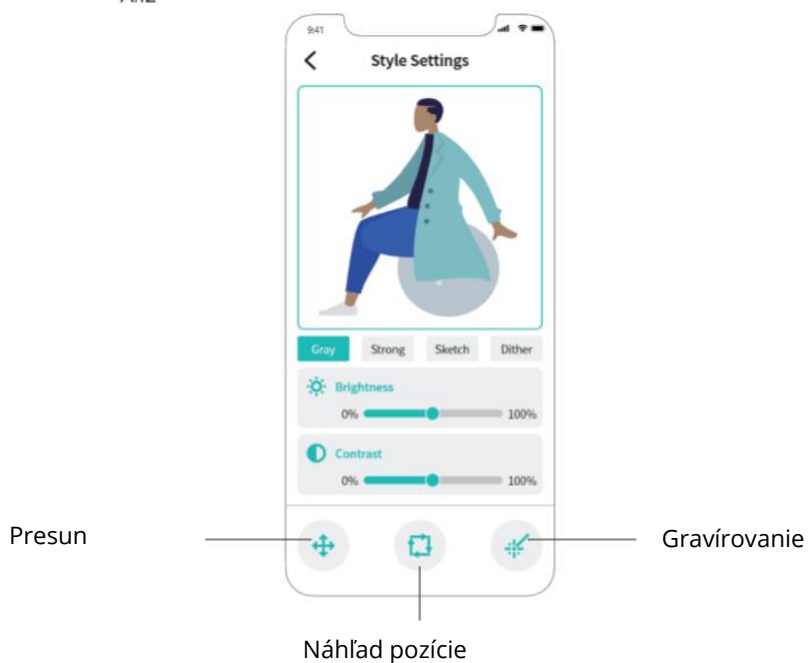 9:41
Style Settings
Gray Strong Sketch Dither
Brightness
0% 100%
Contrast
0% 100%
Presun
Gravírovanie
Náhľad pozície